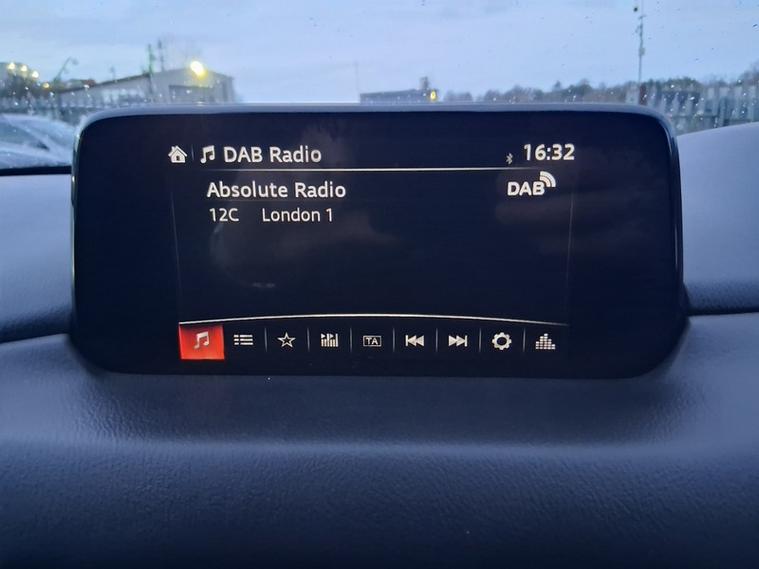 DAB Radio 16:32
Absolute Radio DAB
12C London 1
TA